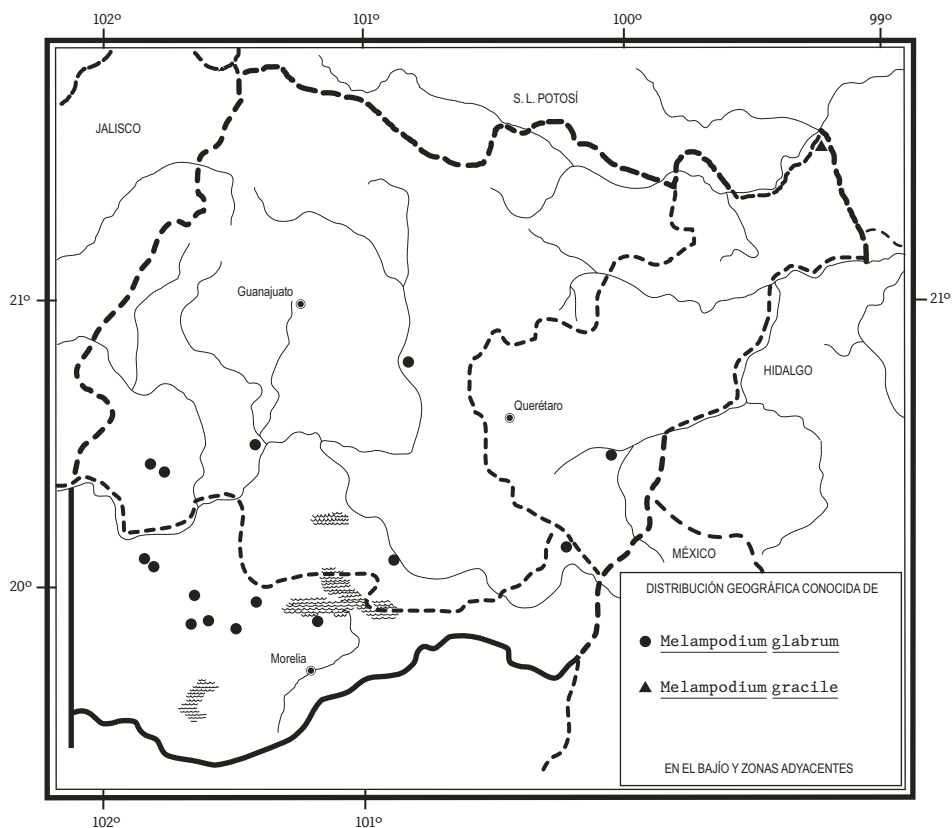 102º 101º 100º 99º
S. L. POTOSÍ
JALISCO
Guanajuato
21º 21º
HIDALGO
Querétaro
MÉXICO
20º
DISTRIBUCIÓN GEOGRÁFICA CONOCIDA DE
Melampodium glabrum
Morelia
Melampodium gracile
EN EL BAJÍO Y ZONAS ADYACENTES
102º 101º